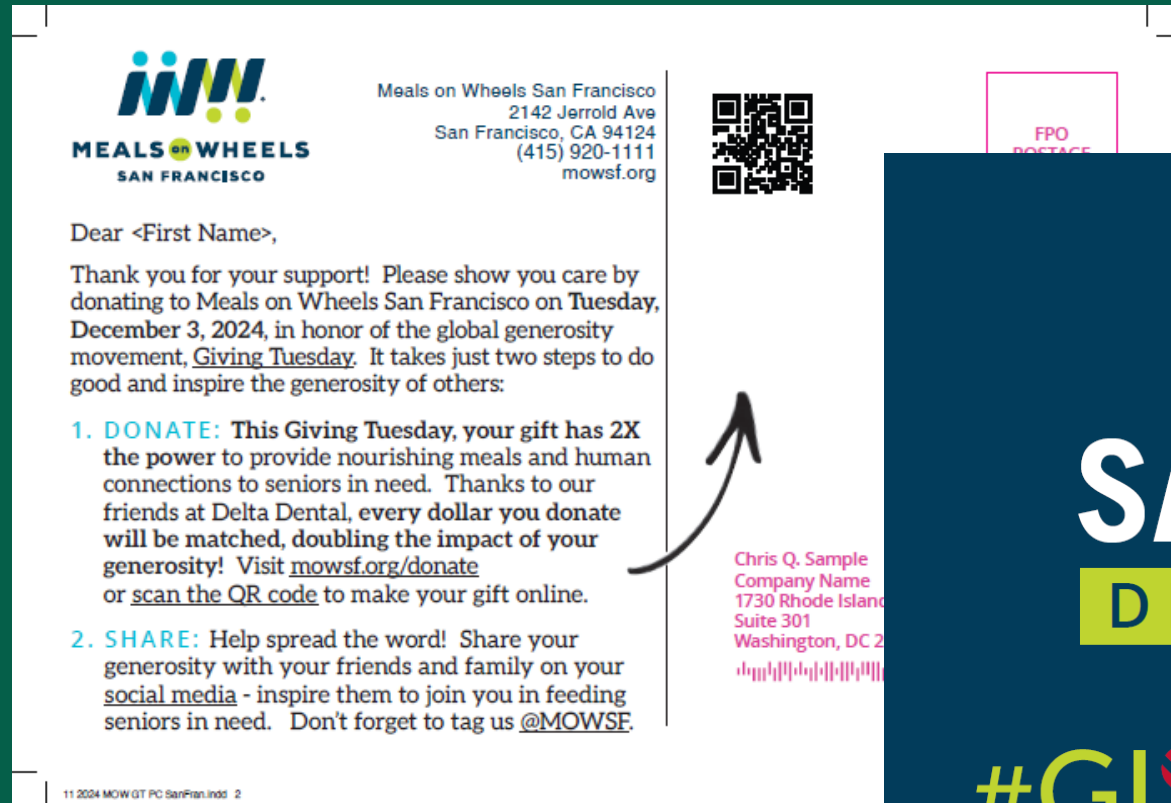 MEALS on WHEELS
SAN FRANCISCO
Meals on Wheels San Francisco
2142 Jerrold Ave
San Francisco, CA 94124
(415) 920-1111
mowsf.org
Dear <First Name>,
Thank you for your support! Please show you care by
donating to Meals on Wheels San Francisco on Tuesday,
December 3, 2024, in honor of the global generosity
movement, Giving Tuesday. It takes just two steps to do
good and inspire the generosity of others:
1. DONATE: This Giving Tuesday, your gift has 2X
the power to provide nourishing meals and human
connections to seniors in need. Thanks to our
friends at Delta Dental, every dollar you donate
will be matched, doubling the impact of your
generosity! Visit mowsf.org/donate
or scan the QR code to make your gift online.
2. SHARE: Help spread the word! Share your
generosity with your friends and family on your
social media - inspire them to join you in feeding
seniors in need. Don't forget to tag us @MOWSF.
11 2024 MOW GT PC SanFran.indd 2
FPO
POSTAGE
Chris Q. Sample
Company Name
1730 Rhode Island
Suite 301
Washington, DC 2
SA
D
#GI